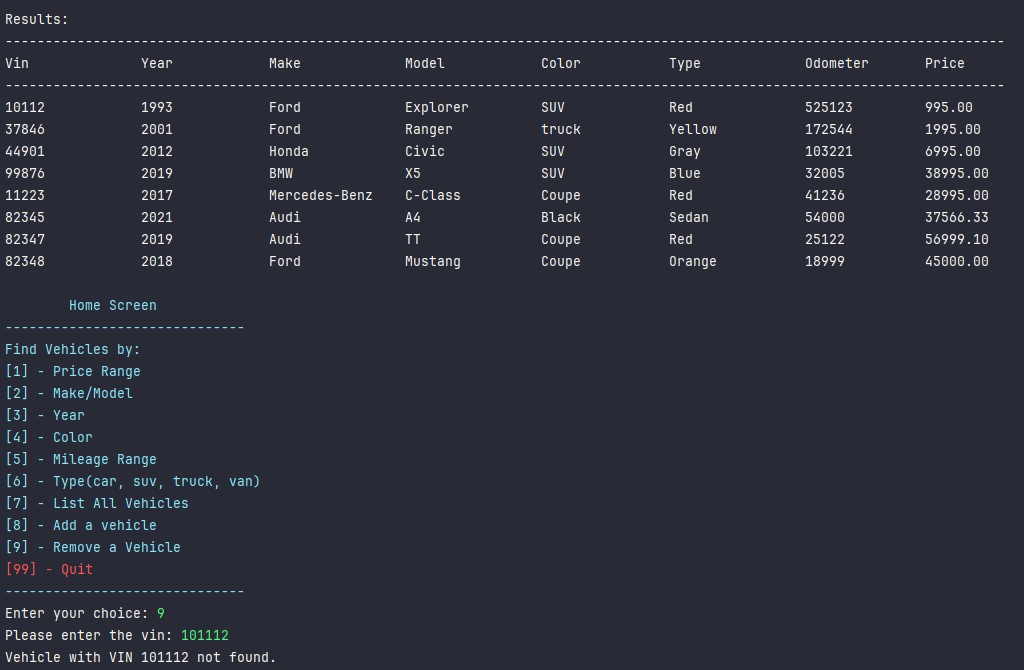 Results:
-----------------------------------------------------------------------------------------------------------------------------
Vin Year Make Model Color Type Odometer Price
-----------------------------------------------------------------------------------------------------------------------------
10112 1993 Ford Explorer SUV Red 525123 995.00
37846 2001 Ford Ranger truck Yellow 172544 1995.00
44901 2012 Honda Civic SUV Gray 103221 6995.00
99876 2019 BMW X5 SUV Blue 32005 38995.00
11223 2017 Mercedes-Benz C-Class Coupe Red 41236 28995.00
82345 2021 Audi A4 Black Sedan 54000 37566.33
82347 2019 Audi TT Coupe Red 25122 56999.10
82348 2018 Ford Mustang Coupe Orange 18999 45000.00
Home Screen
------------------------------
Find Vehicles by:
[1] - Price Range
[2] - Make/Model
[3] - Year
[4] - Color
[5] - Mileage Range
[6] - Type(car, suv, truck, van)
[7] - List All Vehicles
[8] - Add a vehicle
[9] - Remove a Vehicle
[99] - Quit
------------------------------
Enter your choice: 9
Please enter the vin: 101112
Vehicle with VIN 101112 not found.